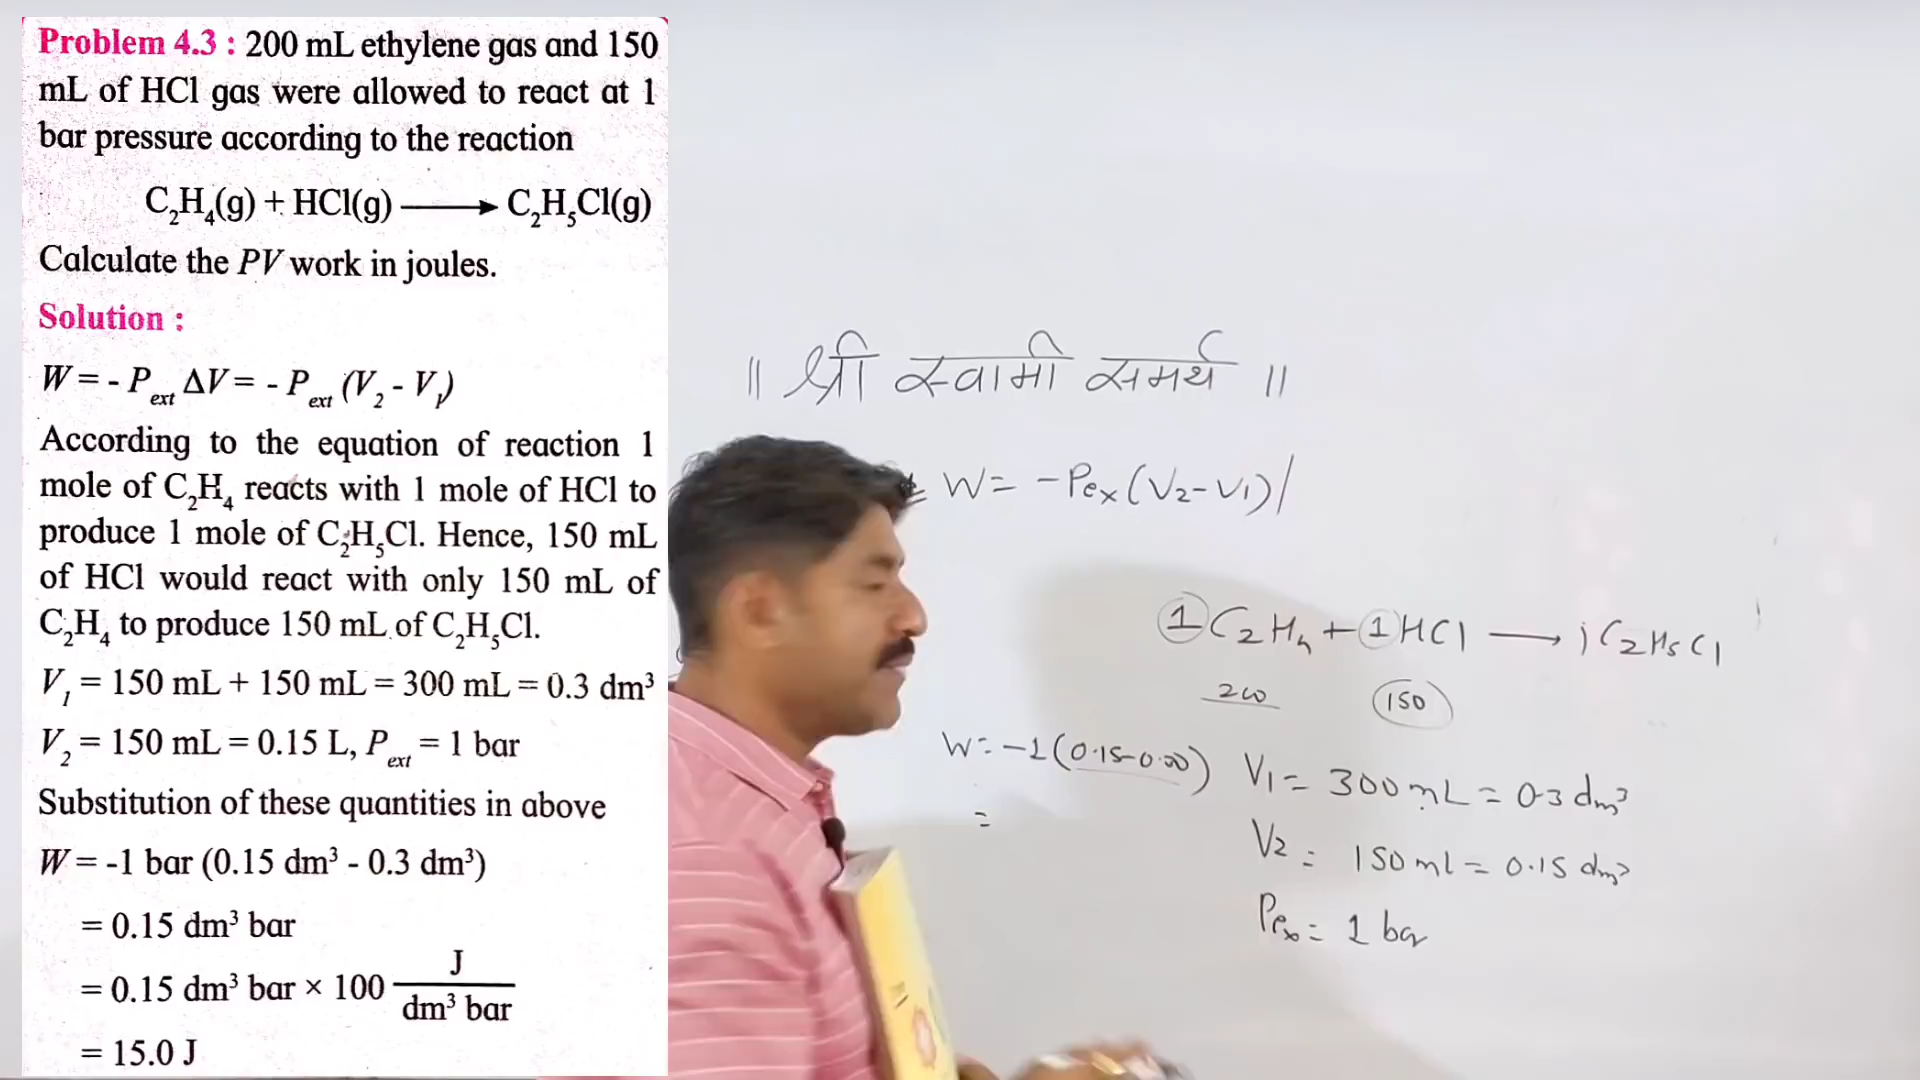 Problem 4.3 : 200 mL ethylene gas and 150
mL of HCl gas were allowed to react at 1
bar pressure according to the reaction
C₂H₄(g) + HCl(g) ⟶ C₂H₅Cl(g)
Calculate the PV work in joules.
Solution :
W = - Pₑₓₜ ΔV = - Pₑₓₜ (V₂ - V₁)
According to the equation of reaction 1
mole of C₂H₄ reacts with 1 mole of HCl to
produce 1 mole of C₂H₅Cl. Hence, 150 mL
of HCl would react with only 150 mL of
C₂H₄ to produce 150 mL of C₂H₅Cl.
V₁ = 150 mL + 150 mL = 300 mL = 0.3 dm³
V₂ = 150 mL = 0.15 L, Pₑₓₜ = 1 bar
Substitution of these quantities in above
W = -1 bar (0.15 dm³ - 0.3 dm³)
= 0.15 dm³ bar
= 0.15 dm³ bar × 100 J / dm³ bar
= 15.0 J
॥ श्री स्वामी समर्थ ॥
W = -Pex (V₂-V₁)
1 C₂H₄ + 1 HCl ⟶ 1 C₂H₅Cl
200 150
W = -1 (0.15-0.30)
=
V₁ = 300 mL = 0.3 dm³
V₂ = 150 ml = 0.15 dm³
Pex = 1 bar